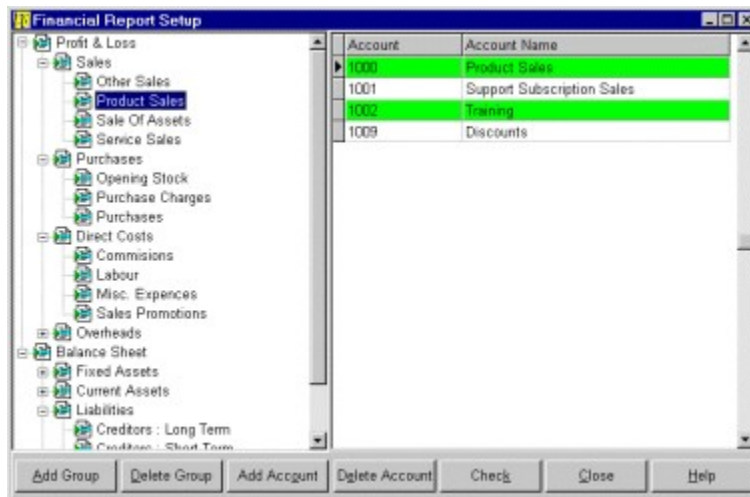 Financial Report Setup
Profit & Loss
Sales
Other Sales
Product Sales
Sale Of Assets
Service Sales
Purchases
Opening Stock
Purchase Charges
Purchases
Direct Costs
Commisions
Labour
Misc. Expences
Sales Promotions
Overheads
Balance Sheet
Fixed Assets
Current Assets
Liabilities
Creditors : Long Term
Creditors : Short Term
Account Account Name
1000 Product Sales
1001 Support Subscription Sales
1002 Training
1009 Discounts
Add Group Delete Group Add Account Delete Account Check Close Help